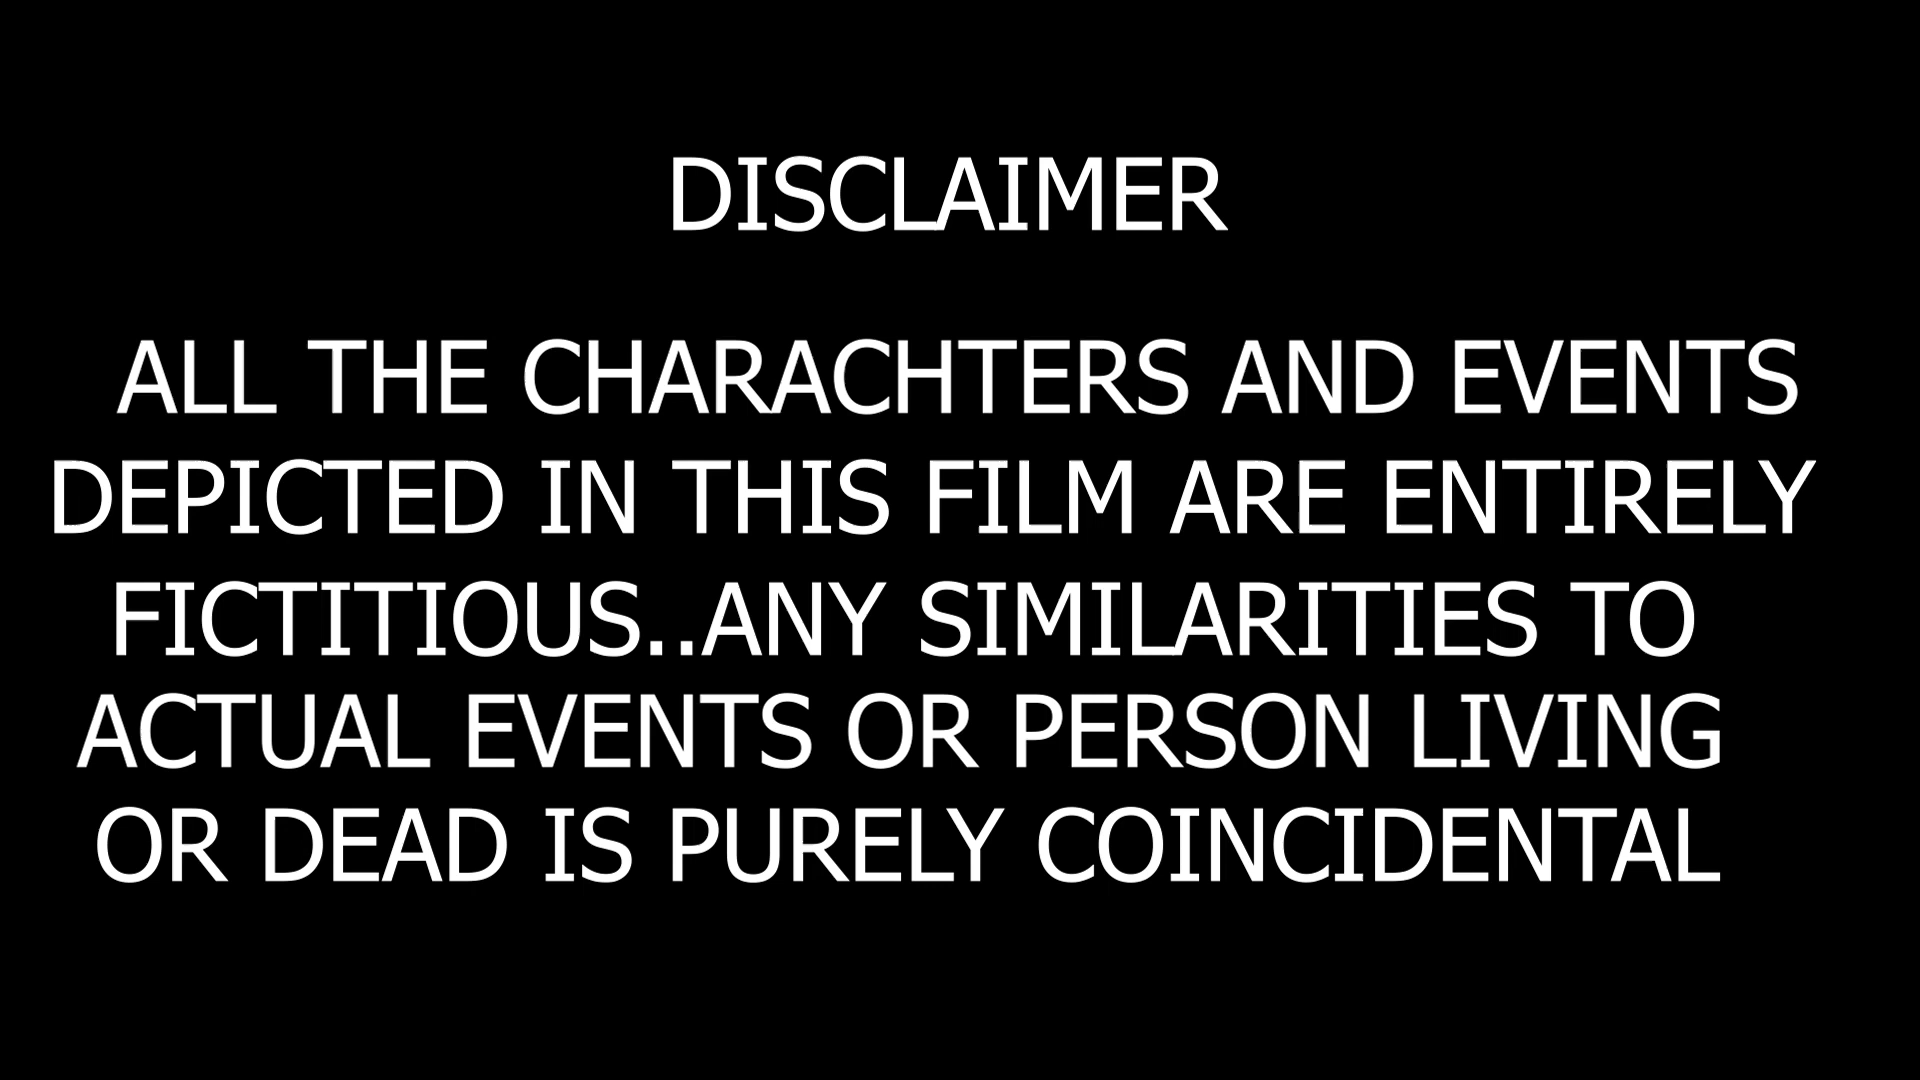 DISCLAIMER
ALL THE CHARACHTERS AND EVENTS
DEPICTED IN THIS FILM ARE ENTIRELY
FICTITIOUS..ANY SIMILARITIES TO
ACTUAL EVENTS OR PERSON LIVING
OR DEAD IS PURELY COINCIDENTAL